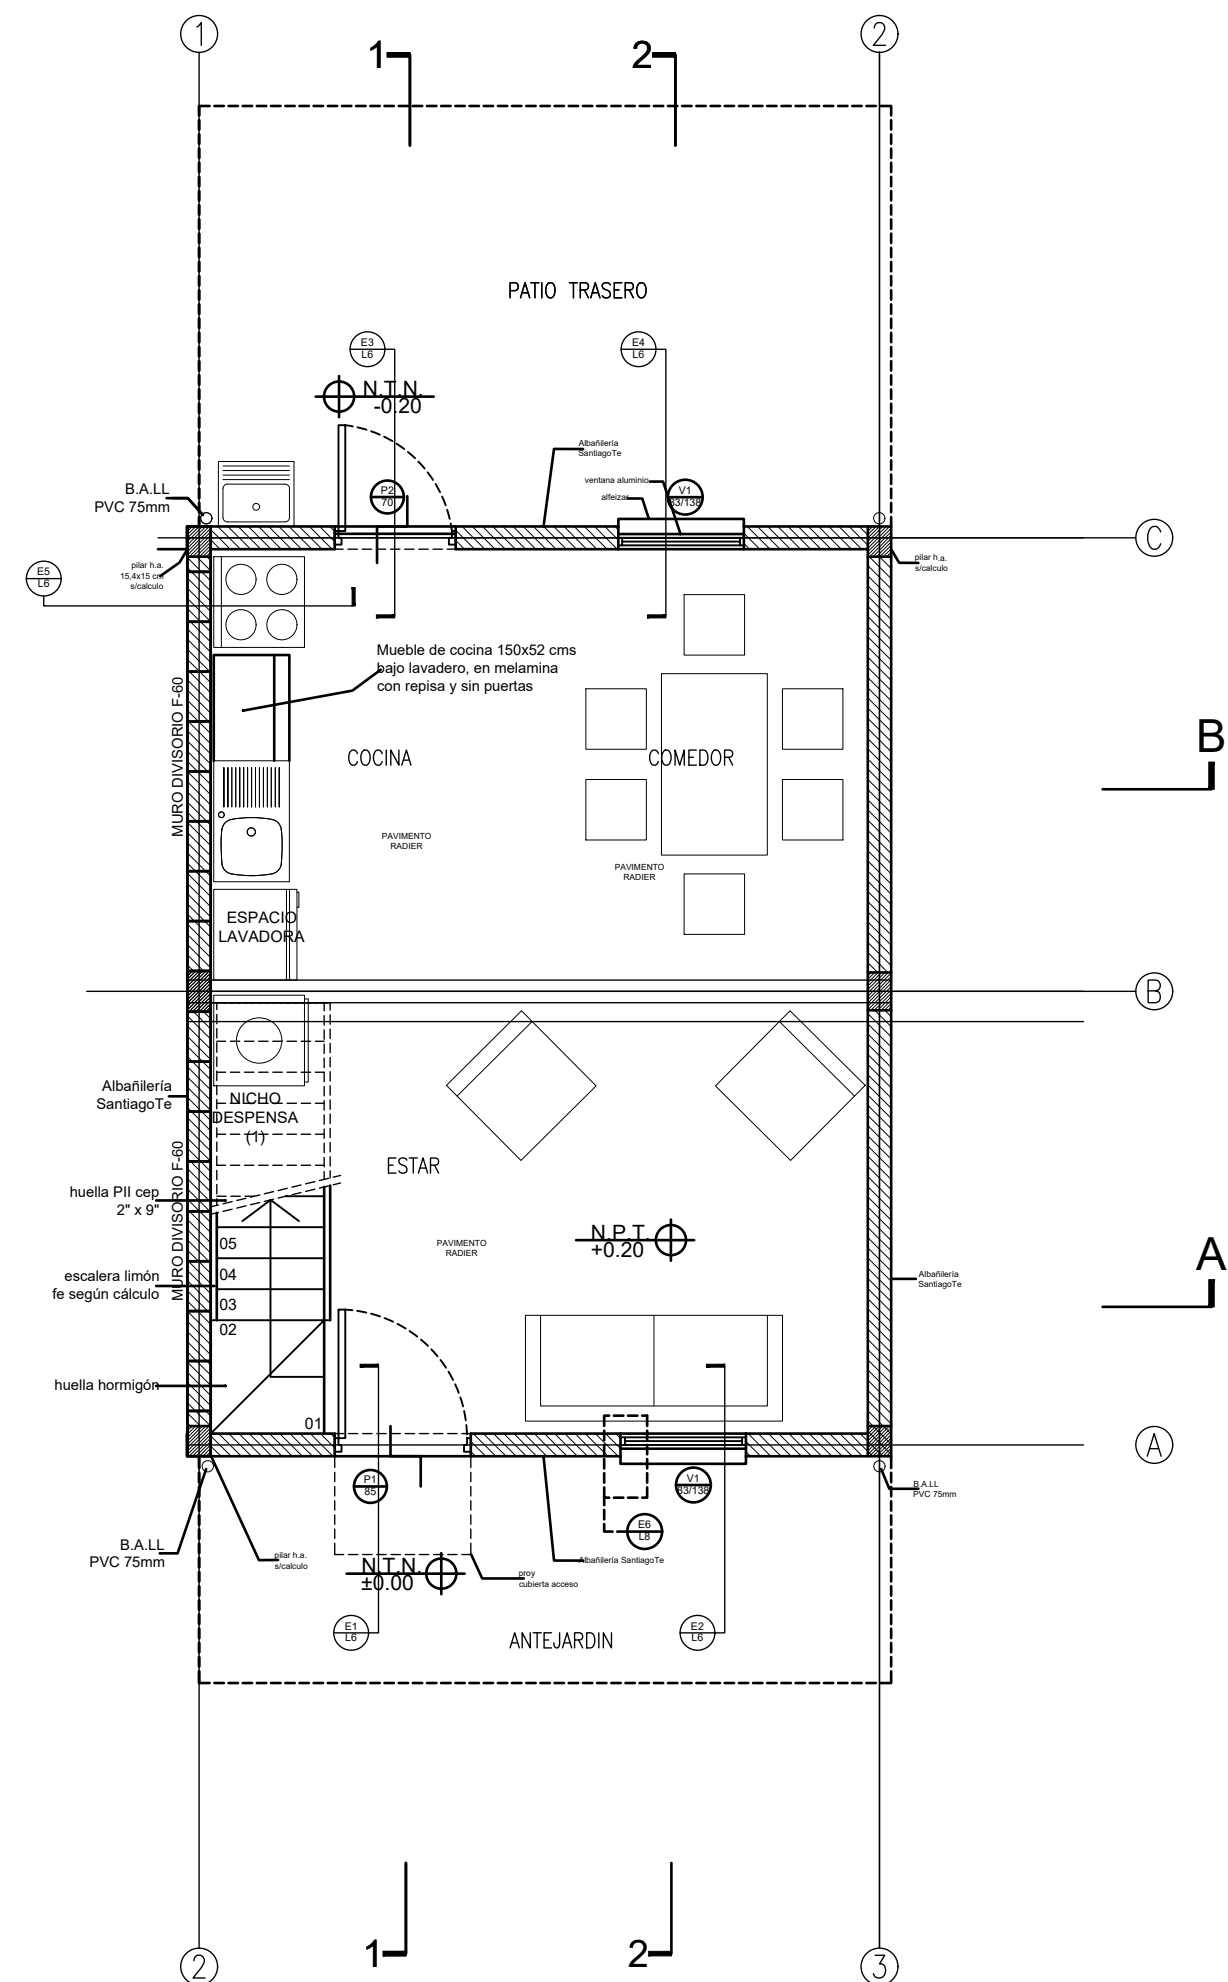 1
2
1
2
PATIO TRASERO
E3
L6
E4
L6
N.T.N.
-0.20
Albañilería
SantiagoTe
ventana aluminio
alfeizar
B.A.LL
PVC 75mm
P2
70
V1
83/138
C
pilar h.a.
15,4x15 cm
s/calculo
pilar h.a.
s/calculo
E5
L6
Mueble de cocina 150x52 cms
bajo lavadero, en melamina
con repisa y sin puertas
MURO DIVISORIO F-60
COCINA
COMEDOR
B
PAVIMENTO
RADIER
PAVIMENTO
RADIER
ESPACIO
LAVADORA
B
Albañilería
SantiagoTe
NICHO
DESPENSA
(1)
ESTAR
MURO DIVISORIO F-60
huella PII cep
2" x 9"
05
04
03
02
01
PAVIMENTO
RADIER
N.P.T.
+0.20
A
escalera limón
fe según cálculo
Albañilería
SantiagoTe
huella hormigón
A
P1
85
V1
83/138
B.A.LL
PVC 75mm
E6
L8
B.A.LL
PVC 75mm
pilar h.a.
s/calculo
N.T.N.
±0.00
Albañilería SantiagoTe
proy
cubierta acceso
E1
L6
E2
L6
ANTEJARDIN
1
2
2
3